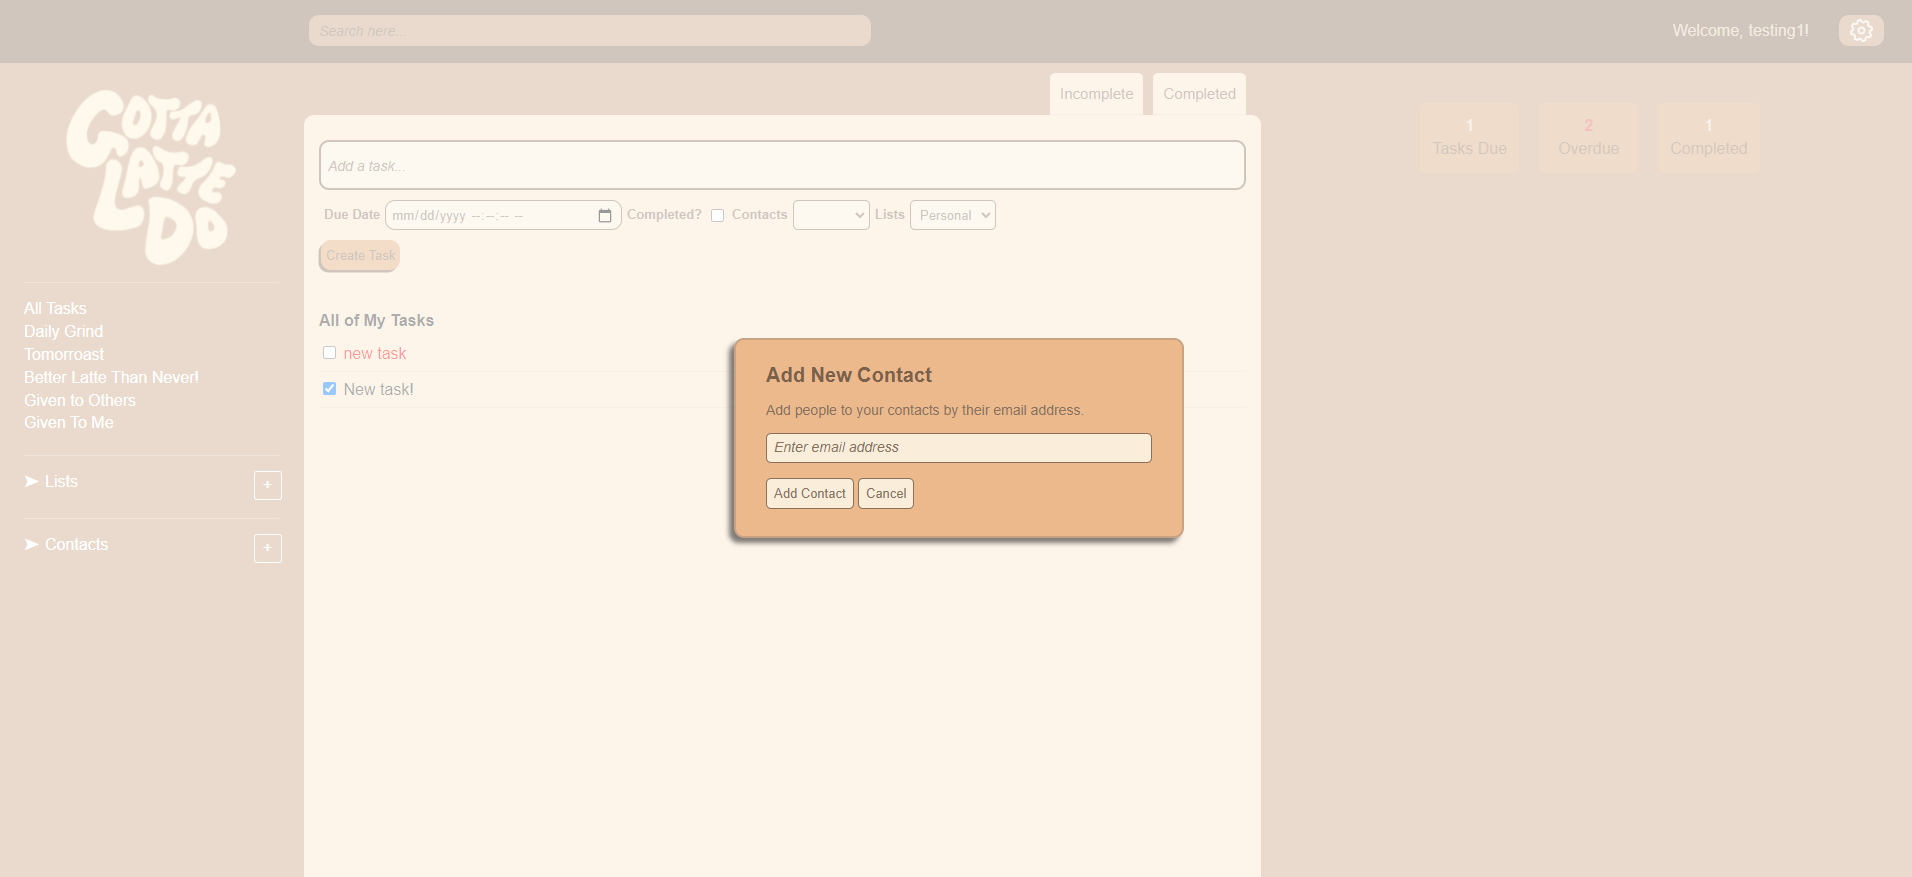 Search here...
Welcome, testing1!
GOTTA
LATTE
DO
All Tasks
Daily Grind
Tomorroast
Better Latte Than Never!
Given to Others
Given To Me
Lists
+
Contacts
+
Incomplete
Completed
Add a task...
Due Date mm/dd/yyyy --:--:-- -- Completed? Contacts Lists Personal
Create Task
All of My Tasks
new task
New task!
Add New Contact
Add people to your contacts by their email address.
Enter email address
Add Contact Cancel
1
Tasks Due
2
Overdue
1
Completed